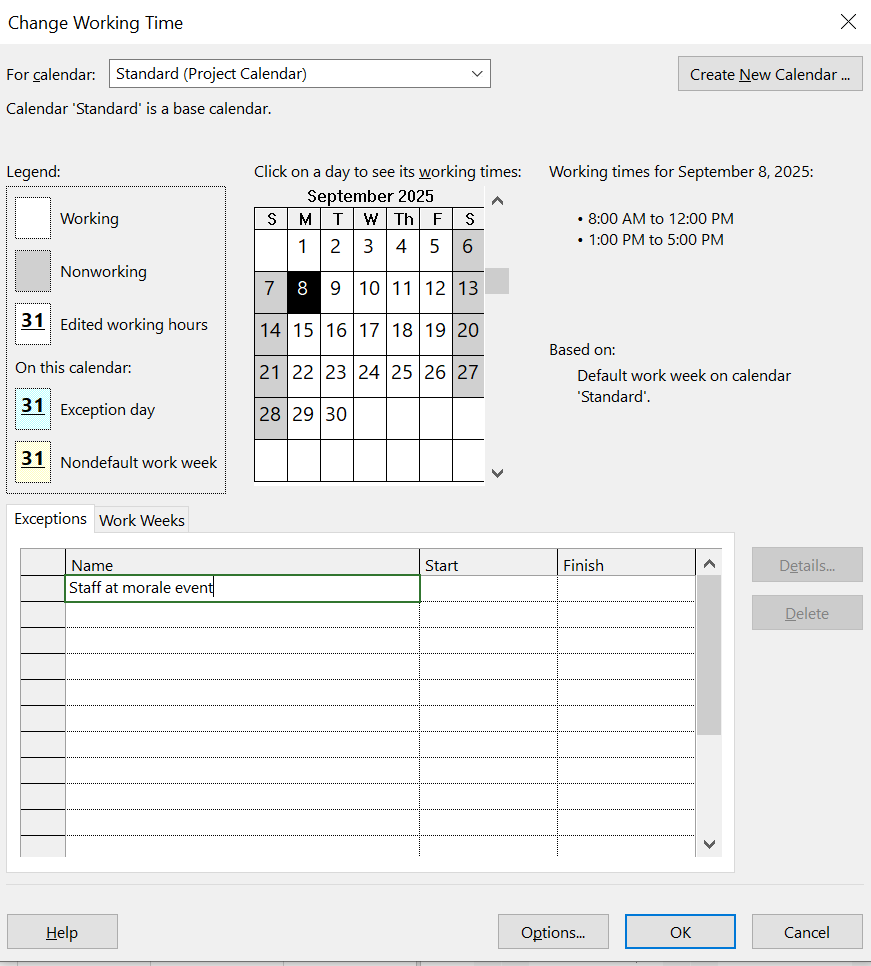 Change Working Time
For calendar: Standard (Project Calendar)
Create New Calendar ...
Calendar 'Standard' is a base calendar.
Legend:
Working
Nonworking
31 Edited working hours
On this calendar:
31 Exception day
31 Nondefault work week
Click on a day to see its working times:
September 2025
S M T W Th F S
1 2 3 4 5 6
7 8 9 10 11 12 13
14 15 16 17 18 19 20
21 22 23 24 25 26 27
28 29 30
Working times for September 8, 2025:
• 8:00 AM to 12:00 PM
• 1:00 PM to 5:00 PM
Based on:
Default work week on calendar
'Standard'.
Exceptions Work Weeks
Name Start Finish
Staff at morale event
Details...
Delete
Help Options... OK Cancel